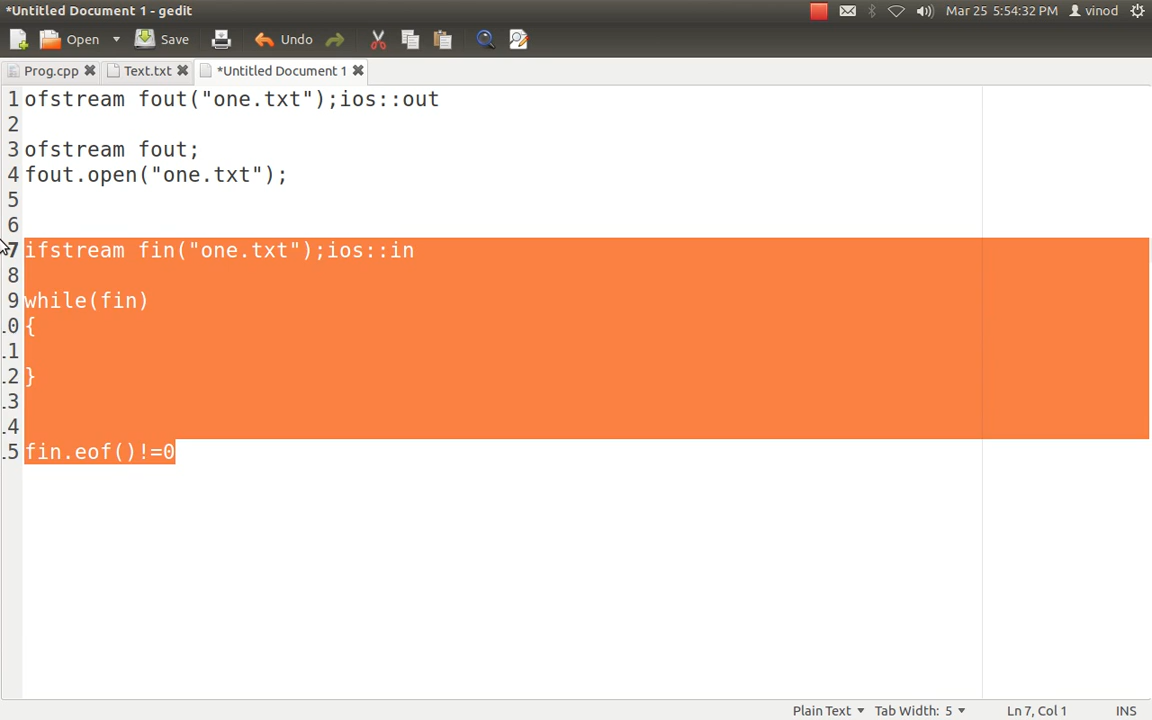 *Untitled Document 1 - gedit
Mar 25 5:54:32 PM vinod
Open Save Undo
Prog.cpp Text.txt *Untitled Document 1
1 ofstream fout("one.txt");ios::out
2
3 ofstream fout;
4 fout.open("one.txt");
5
6
7 ifstream fin("one.txt");ios::in
8
9 while(fin)
.0 {
.1
.2 }
.3
.4
.5 fin.eof()!=0
Plain Text Tab Width: 5 Ln 7, Col 1 INS